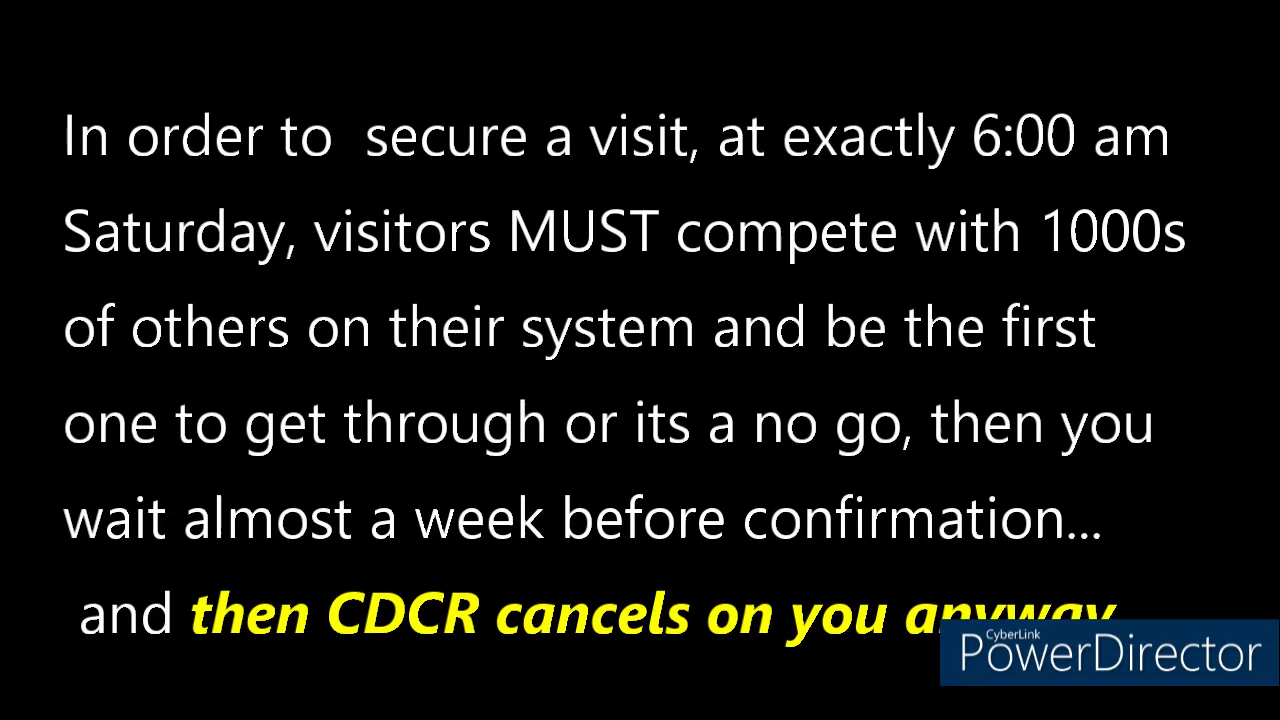 In order to  secure a visit, at exactly 6:00 am
Saturday, visitors MUST compete with 1000s
of others on their system and be the first
one to get through or its a no go, then you
wait almost a week before confirmation...
and then CDCR cancels on you anyway
CyberLink
PowerDirector